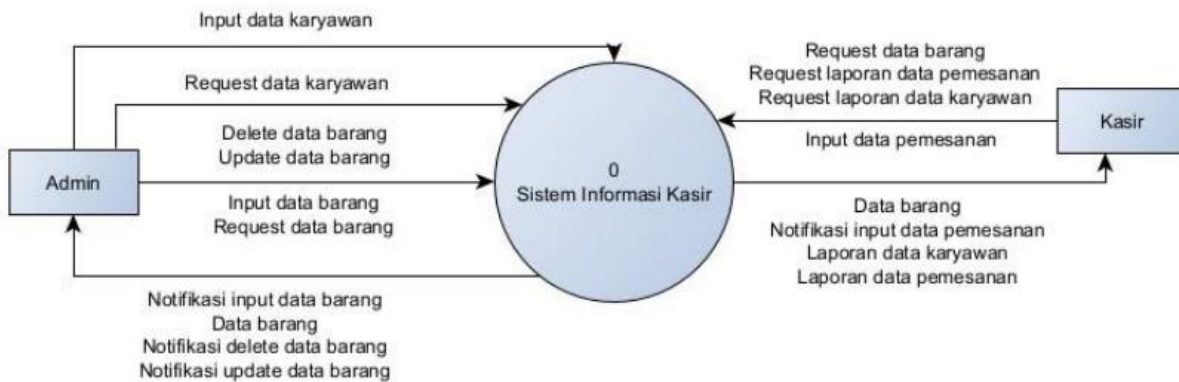 Input data karyawan
Request data karyawan
Delete data barang
Update data barang
Admin
Input data barang
Request data barang
Notifikasi input data barang
Data barang
Notifikasi delete data barang
Notifikasi update data barang
0
Sistem Informasi Kasir
Request data barang
Request laporan data pemesanan
Request laporan data karyawan
Input data pemesanan
Kasir
Data barang
Notifikasi input data pemesanan
Laporan data karyawan
Laporan data pemesanan